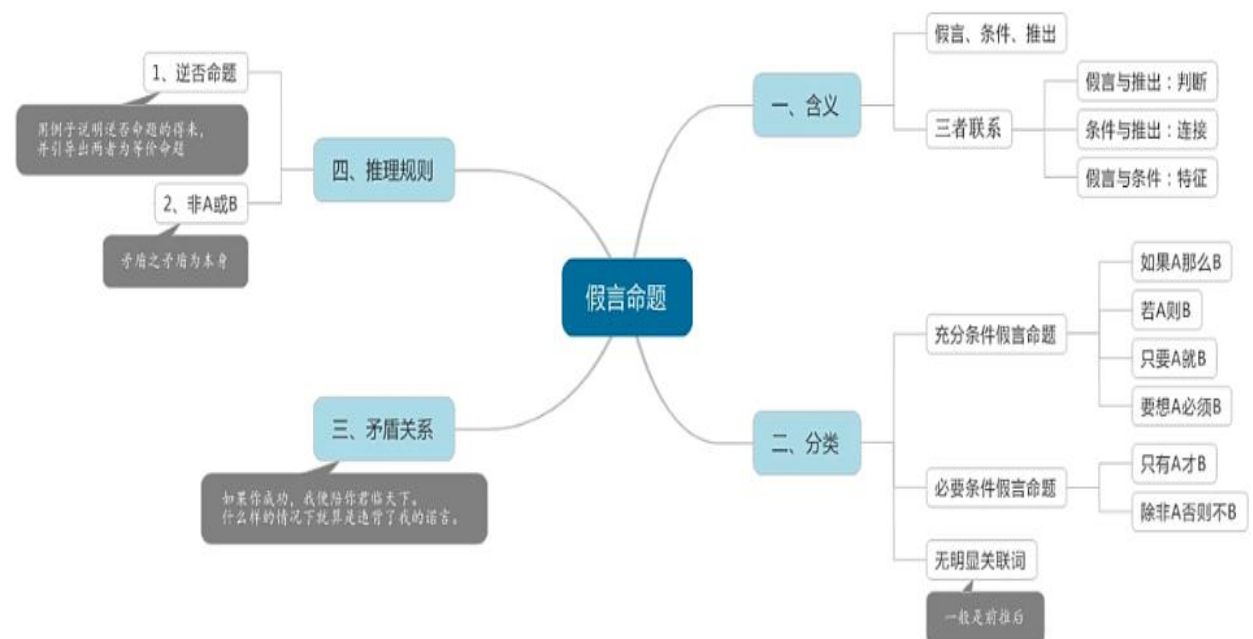 假言命题
一、含义
假言、条件、推出
三者联系
假言与推出：判断
条件与推出：连接
假言与条件：特征
二、分类
充分条件假言命题
如果A那么B
若A则B
只要A就B
要想A必须B
必要条件假言命题
只有A才B
除非A否则不B
无明显关联词
一般是前推后
三、矛盾关系
如果你成功，我便陪你君临天下。
什么样的情况下就算是违背了我的诺言。
四、推理规则
1、逆否命题
用例子说明逆否命题的得来，
并引导出两者为等价命题
2、非A或B
矛盾之矛盾为本身